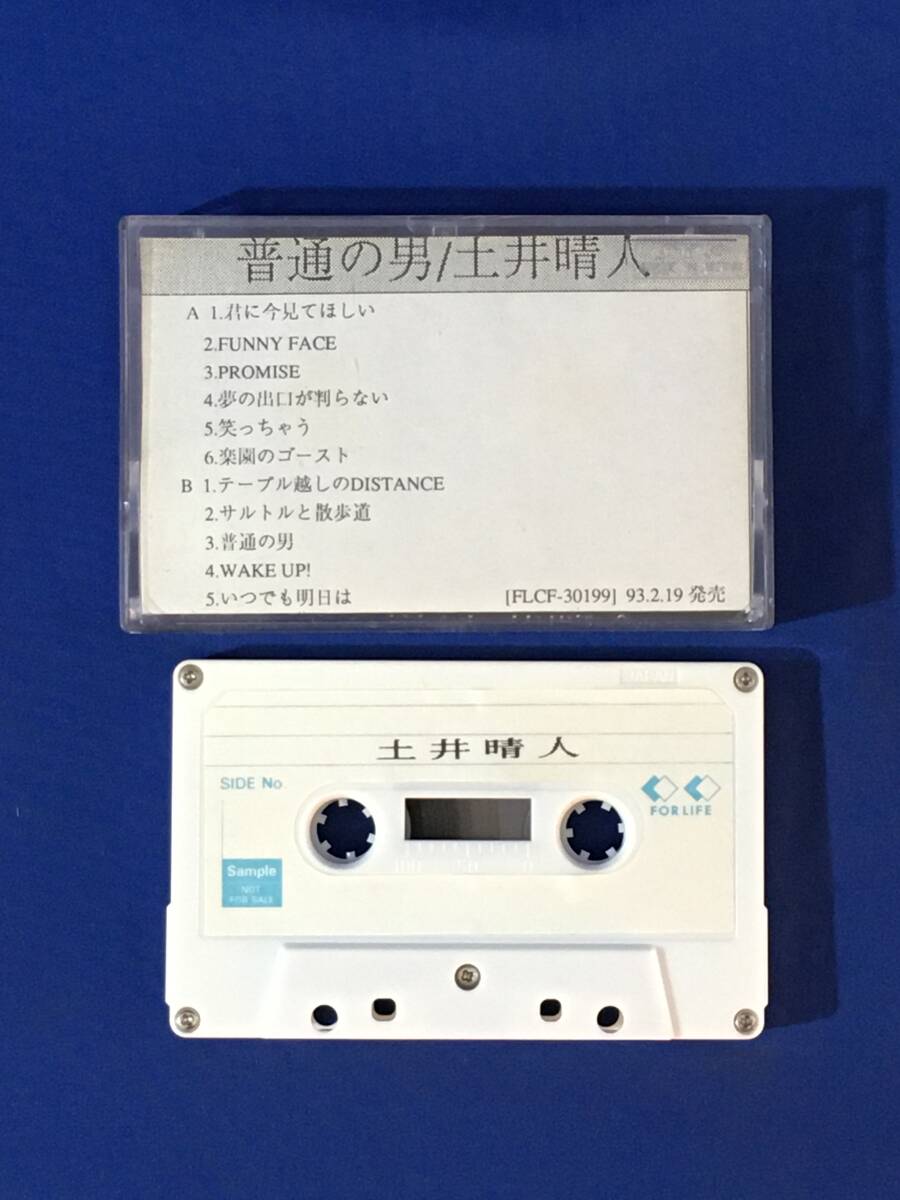 普通の男/土井晴人
A 1.君に今見てほしい
2.FUNNY FACE
3.PROMISE
4.夢の出口が判らない
5.笑っちゃう
6.楽園のゴースト
B 1.テーブル越しのDISTANCE
2.サルトルと散歩道
3.普通の男
4.WAKE UP!
5.いつでも明日は [FLCF-30199] 93.2.19 発売
JAPAN
土井晴人
SIDE No
FOR LIFE
Sample
NOT
FOR SALE
100 50 0